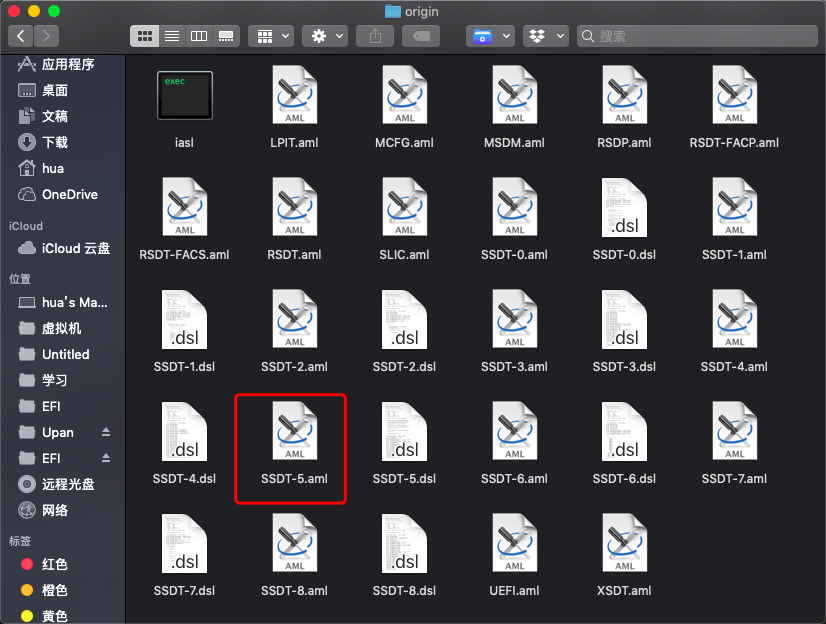 origin
搜索
应用程序
桌面
文稿
下载
hua
OneDrive
iCloud
iCloud 云盘
位置
hua's Ma...
虚拟机
Untitled
学习
EFI
Upan
EFI
远程光盘
网络
标签
红色
橙色
黄色
exec
iasl
AML
LPIT.aml
AML
MCFG.aml
AML
MSDM.aml
AML
RSDP.aml
AML
RSDT-FACP.aml
AML
RSDT-FACS.aml
AML
RSDT.aml
AML
SLIC.aml
AML
SSDT-0.aml
.dsl
SSDT-0.dsl
AML
SSDT-1.aml
.dsl
SSDT-1.dsl
AML
SSDT-2.aml
.dsl
SSDT-2.dsl
AML
SSDT-3.aml
.dsl
SSDT-3.dsl
AML
SSDT-4.aml
.dsl
SSDT-4.dsl
AML
SSDT-5.aml
.dsl
SSDT-5.dsl
AML
SSDT-6.aml
.dsl
SSDT-6.dsl
AML
SSDT-7.aml
.dsl
SSDT-7.dsl
AML
SSDT-8.aml
.dsl
SSDT-8.dsl
AML
UEFI.aml
AML
XSDT.aml